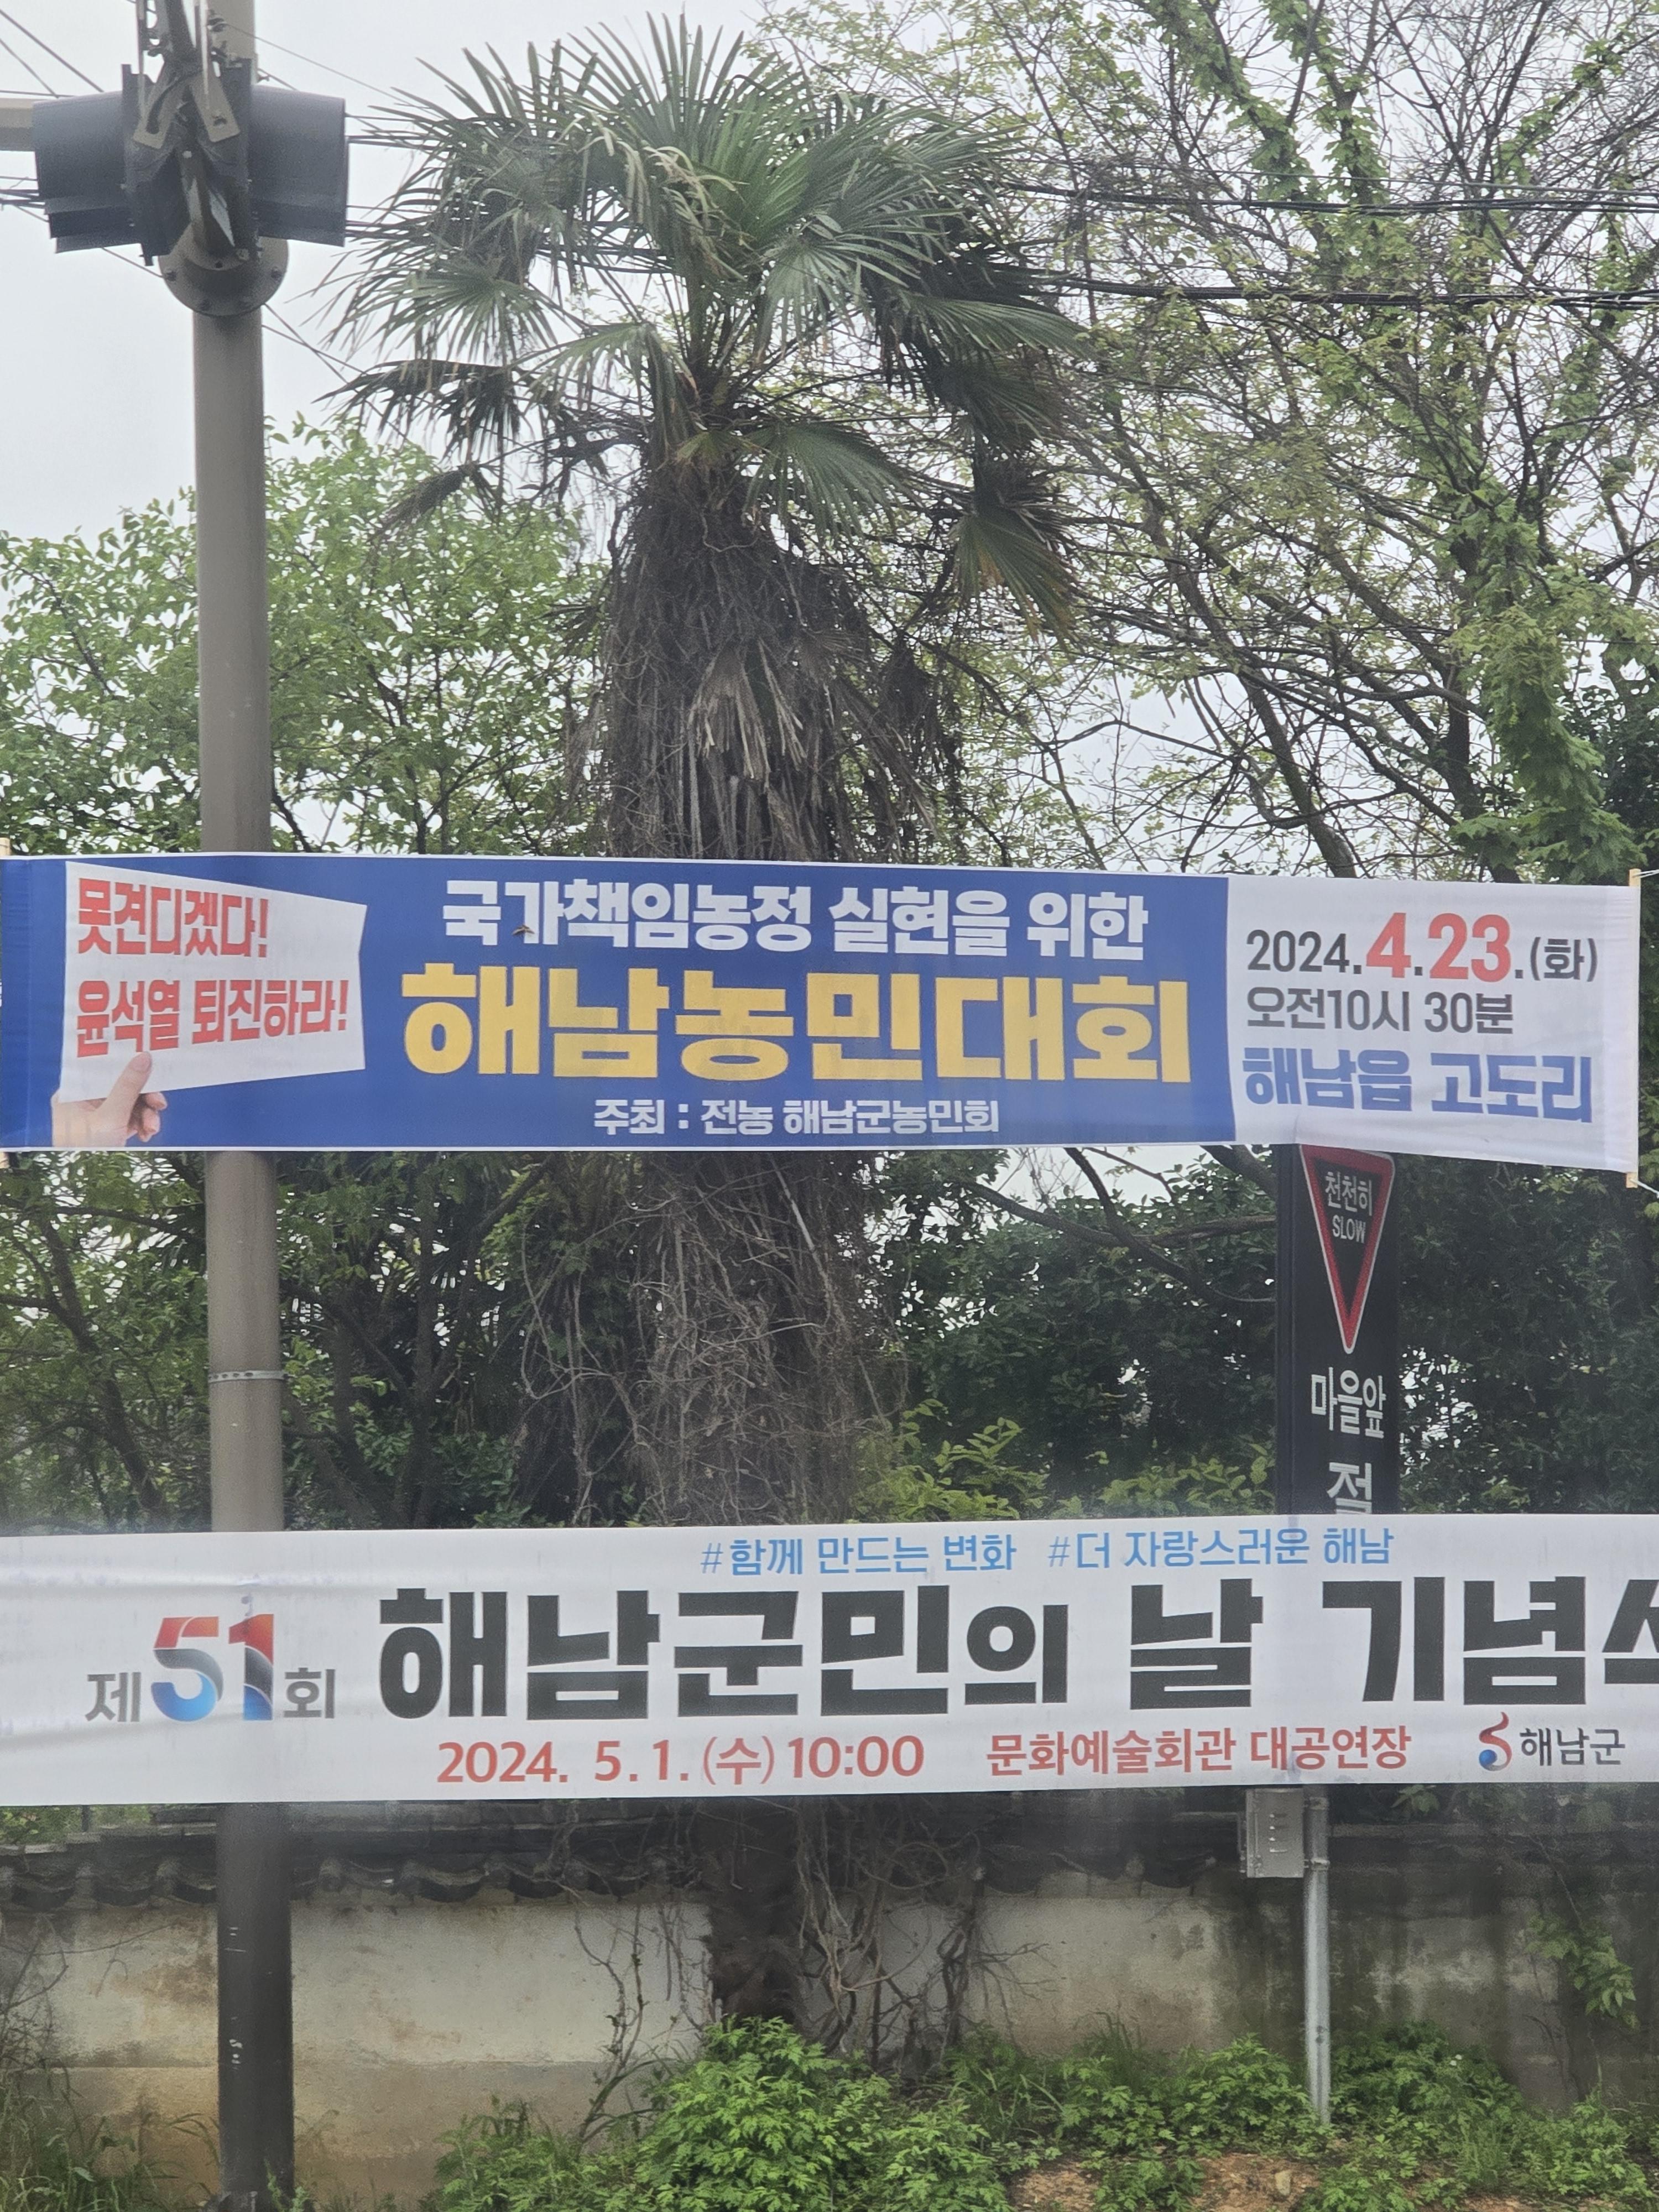 못견디겠다!
윤석열 퇴진하라!
국가책임농정 실현을 위한
해남농민대회
주최 : 전농 해남군농민회
2024.4.23.(화)
오전10시 30분
해남읍 고도리
천천히
SLOW
마을앞
#함께 만드는 변화 #더 자랑스러운 해남
제51회 해남군민의 날 기념식
2024. 5. 1. (수) 10:00 문화예술회관 대공연장
해남군